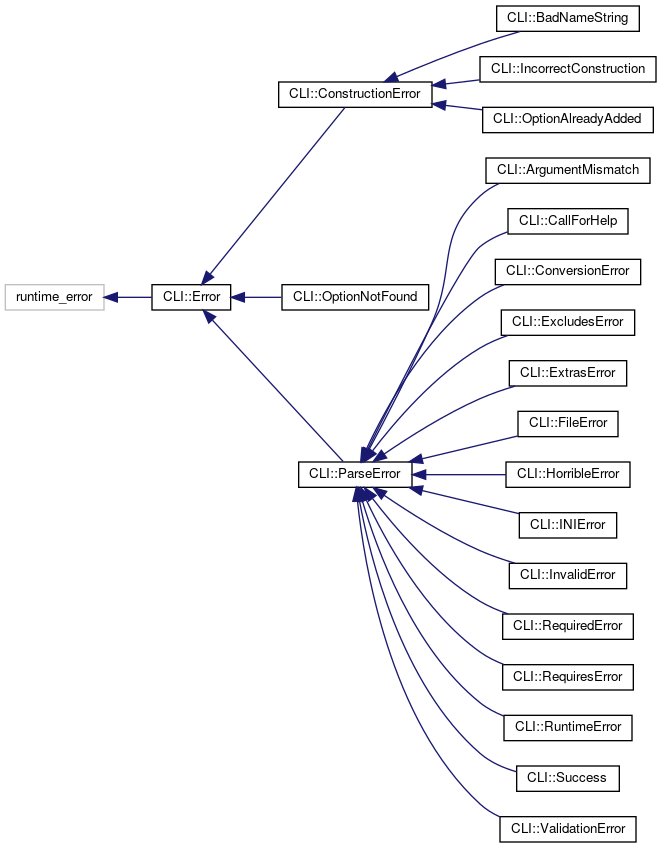 CLI::BadNameString
CLI::IncorrectConstruction
CLI::ConstructionError
CLI::OptionAlreadyAdded
CLI::ArgumentMismatch
CLI::CallForHelp
CLI::ConversionError
runtime_error
CLI::Error
CLI::OptionNotFound
CLI::ExcludesError
CLI::ExtrasError
CLI::FileError
CLI::ParseError
CLI::HorribleError
CLI::INIError
CLI::InvalidError
CLI::RequiredError
CLI::RequiresError
CLI::RuntimeError
CLI::Success
CLI::ValidationError